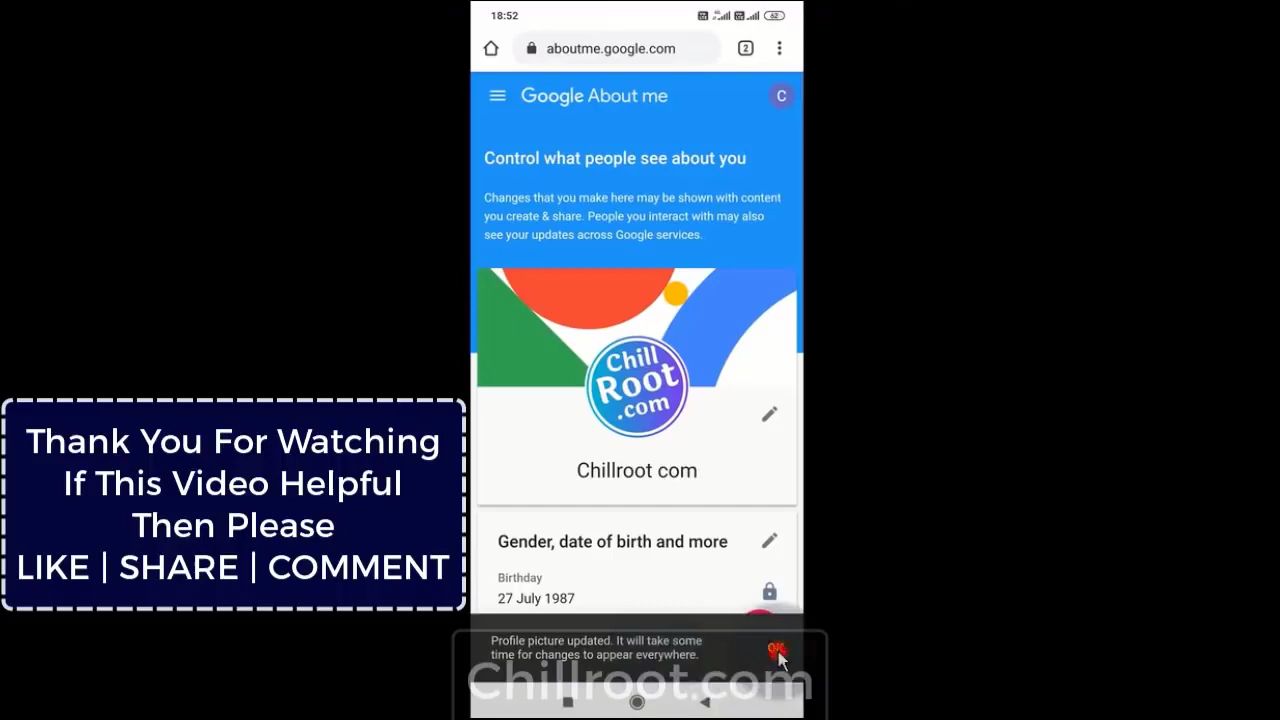 18:52
62
aboutme.google.com
2
Google About me
C
Control what people see about you
Changes that you make here may be shown with content
you create & share. People you interact with may also
see your updates across Google services.
Chill
Root
.com
Chillroot com
Gender, date of birth and more
Birthday
27 July 1987
Profile picture updated. It will take some
time for changes to appear everywhere.
OK
Chillroot.com
Thank You For Watching
If This Video Helpful
Then Please
LIKE | SHARE | COMMENT